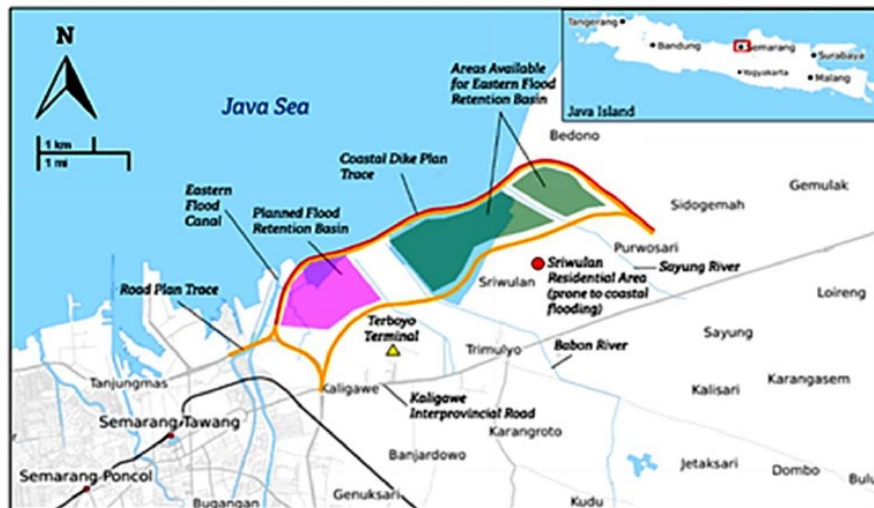 N
1 km
1 mi
Java Sea
Areas Available
for Eastern Flood
Retention Basin
Tangerang
Bandung
Semarang
Surabaya
Yogyakarta
Malang
Java Island
Bedono
Coastal Dike Plan
Trace
Eastern
Flood
Canal
Planned Flood
Retention Basin
Gemulak
Sidogemah
Purwosari
Sriwulan
Residential Area
(prone to coastal
flooding)
Sayung River
Sriwulan
Road Plan Trace
Loireng
Terboyo
Terminal
Trimulyo
Babon River
Sayung
Tanjungmas
Kaligawe
Kaligawe
Interprovincial Road
Kalisari
Karangasem
Semarang Tawang
Karangroto
Banjardowo
Semarang Poncol
Jetaksari
Dombo
Bulu
Genuksari
Bugangan
Kudu